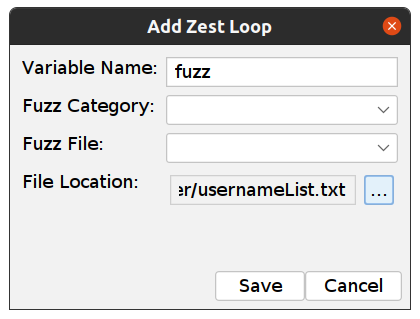 Add Zest Loop
Variable Name: fuzz
Fuzz Category:
Fuzz File:
File Location: er/usernameList.txt ...
Save Cancel